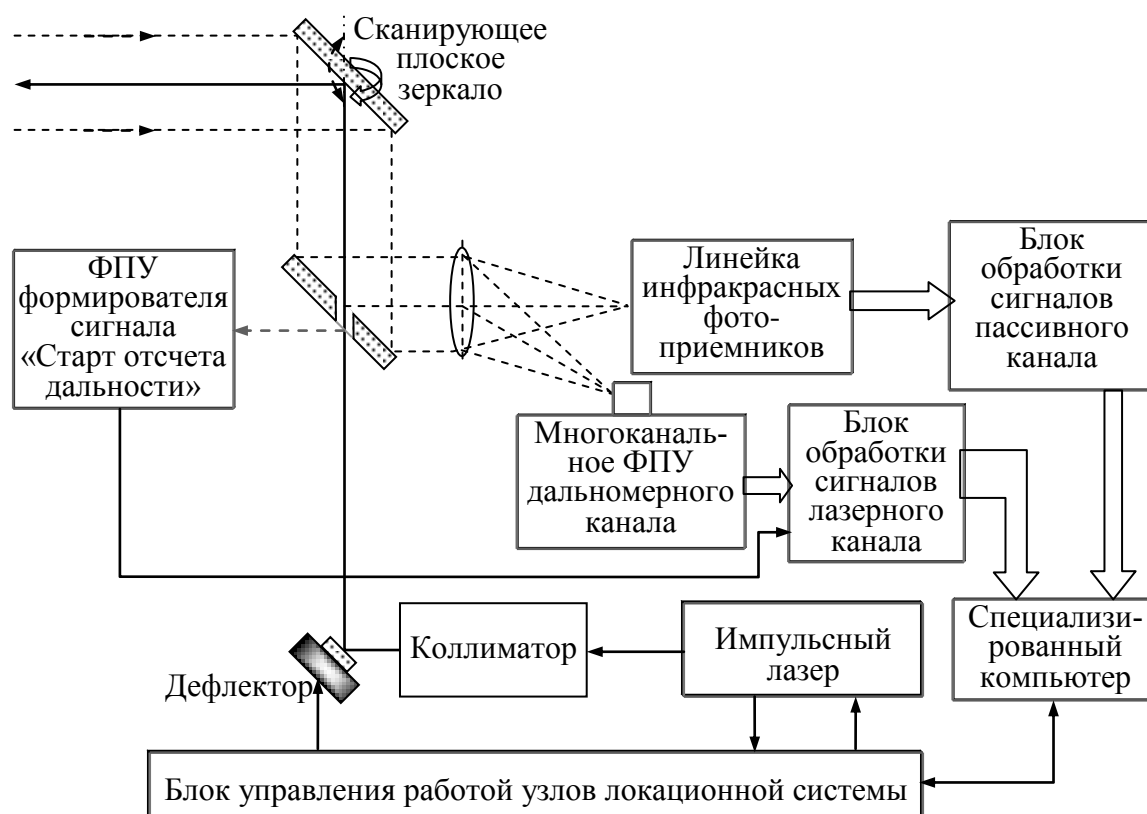 Сканирующее
плоское
зеркало
ФПУ
формирователя
сигнала
«Старт отсчета
дальности»
Линейка
инфракрасных
фото-
приемников
Блок
обработки
сигналов
пассивного
канала
Многоканаль-
ное ФПУ
дальномерного
канала
Блок
обработки
сигналов
лазерного
канала
Коллиматор
Импульсный
лазер
Специализи-
рованный
компьютер
Дефлектор
Блок управления работой узлов локационной системы